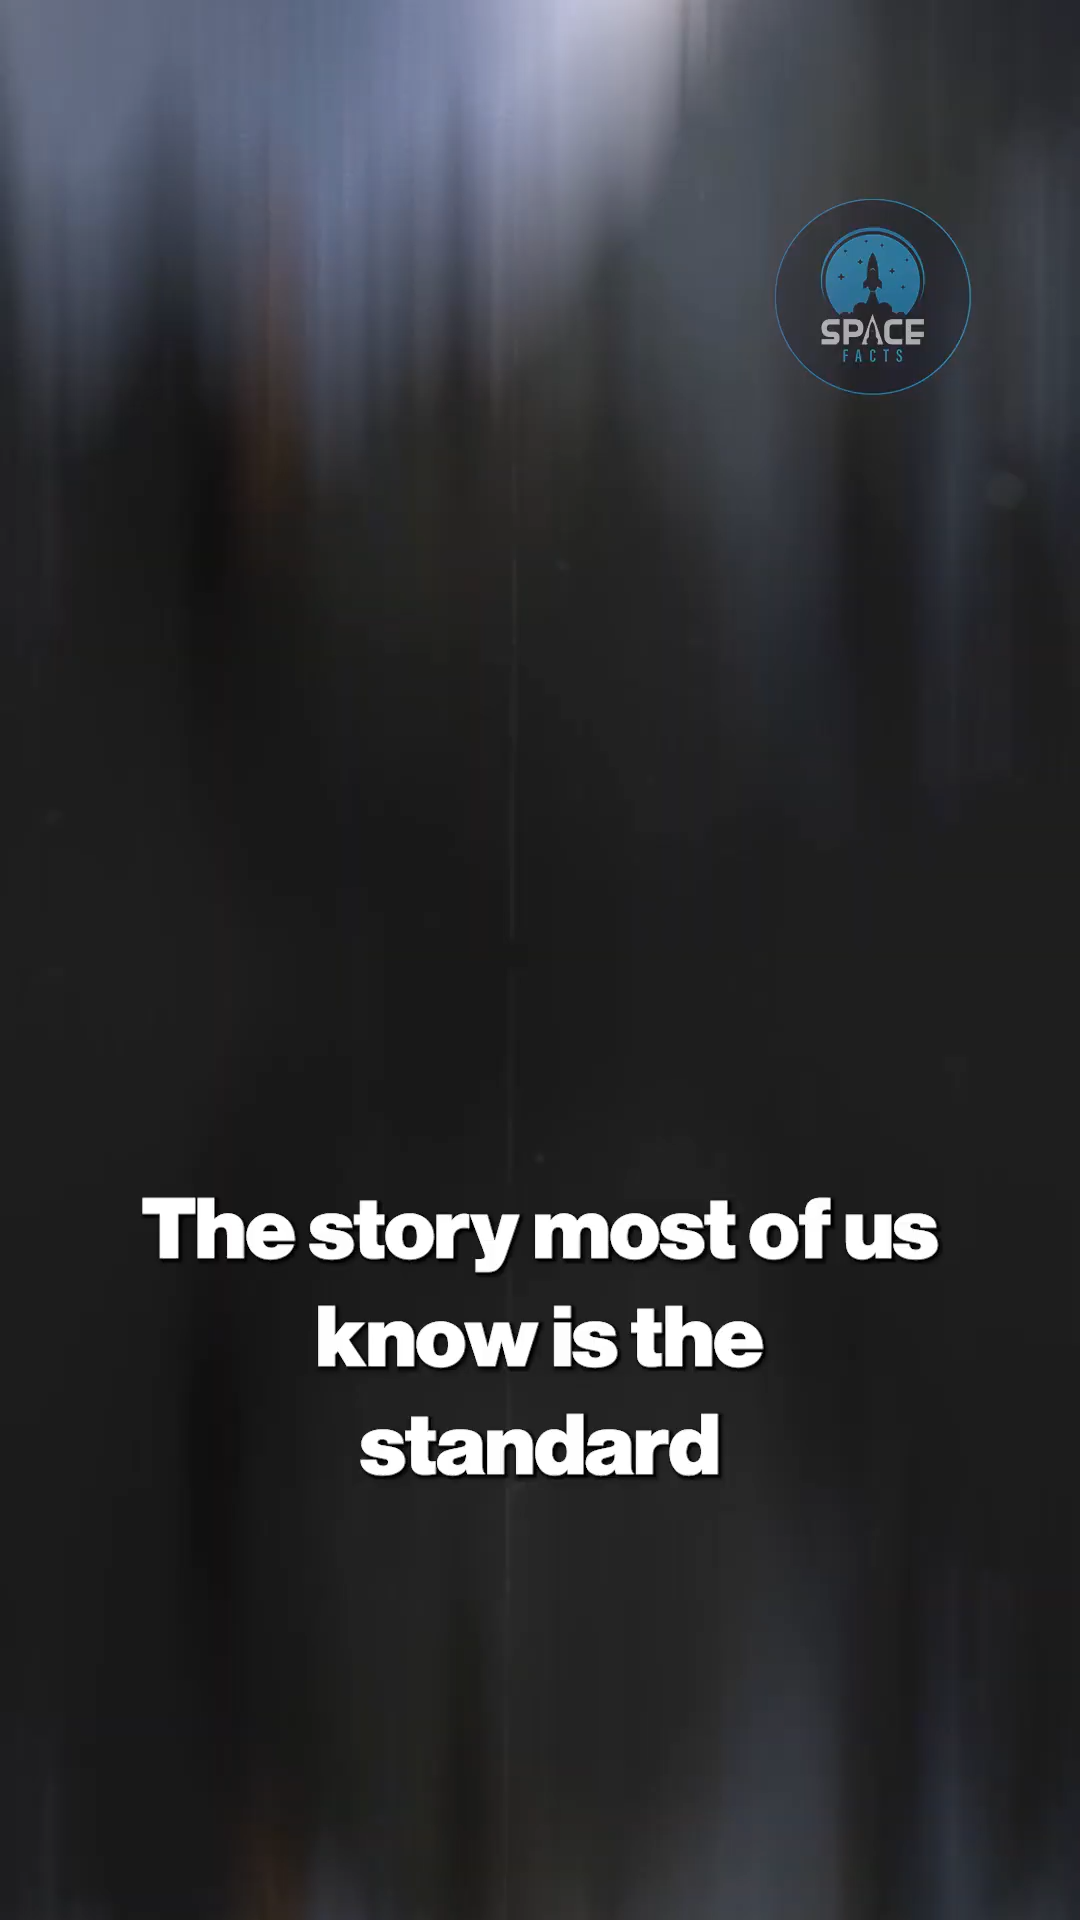 SPACE
FACTS
The story most of us
know is the
standard